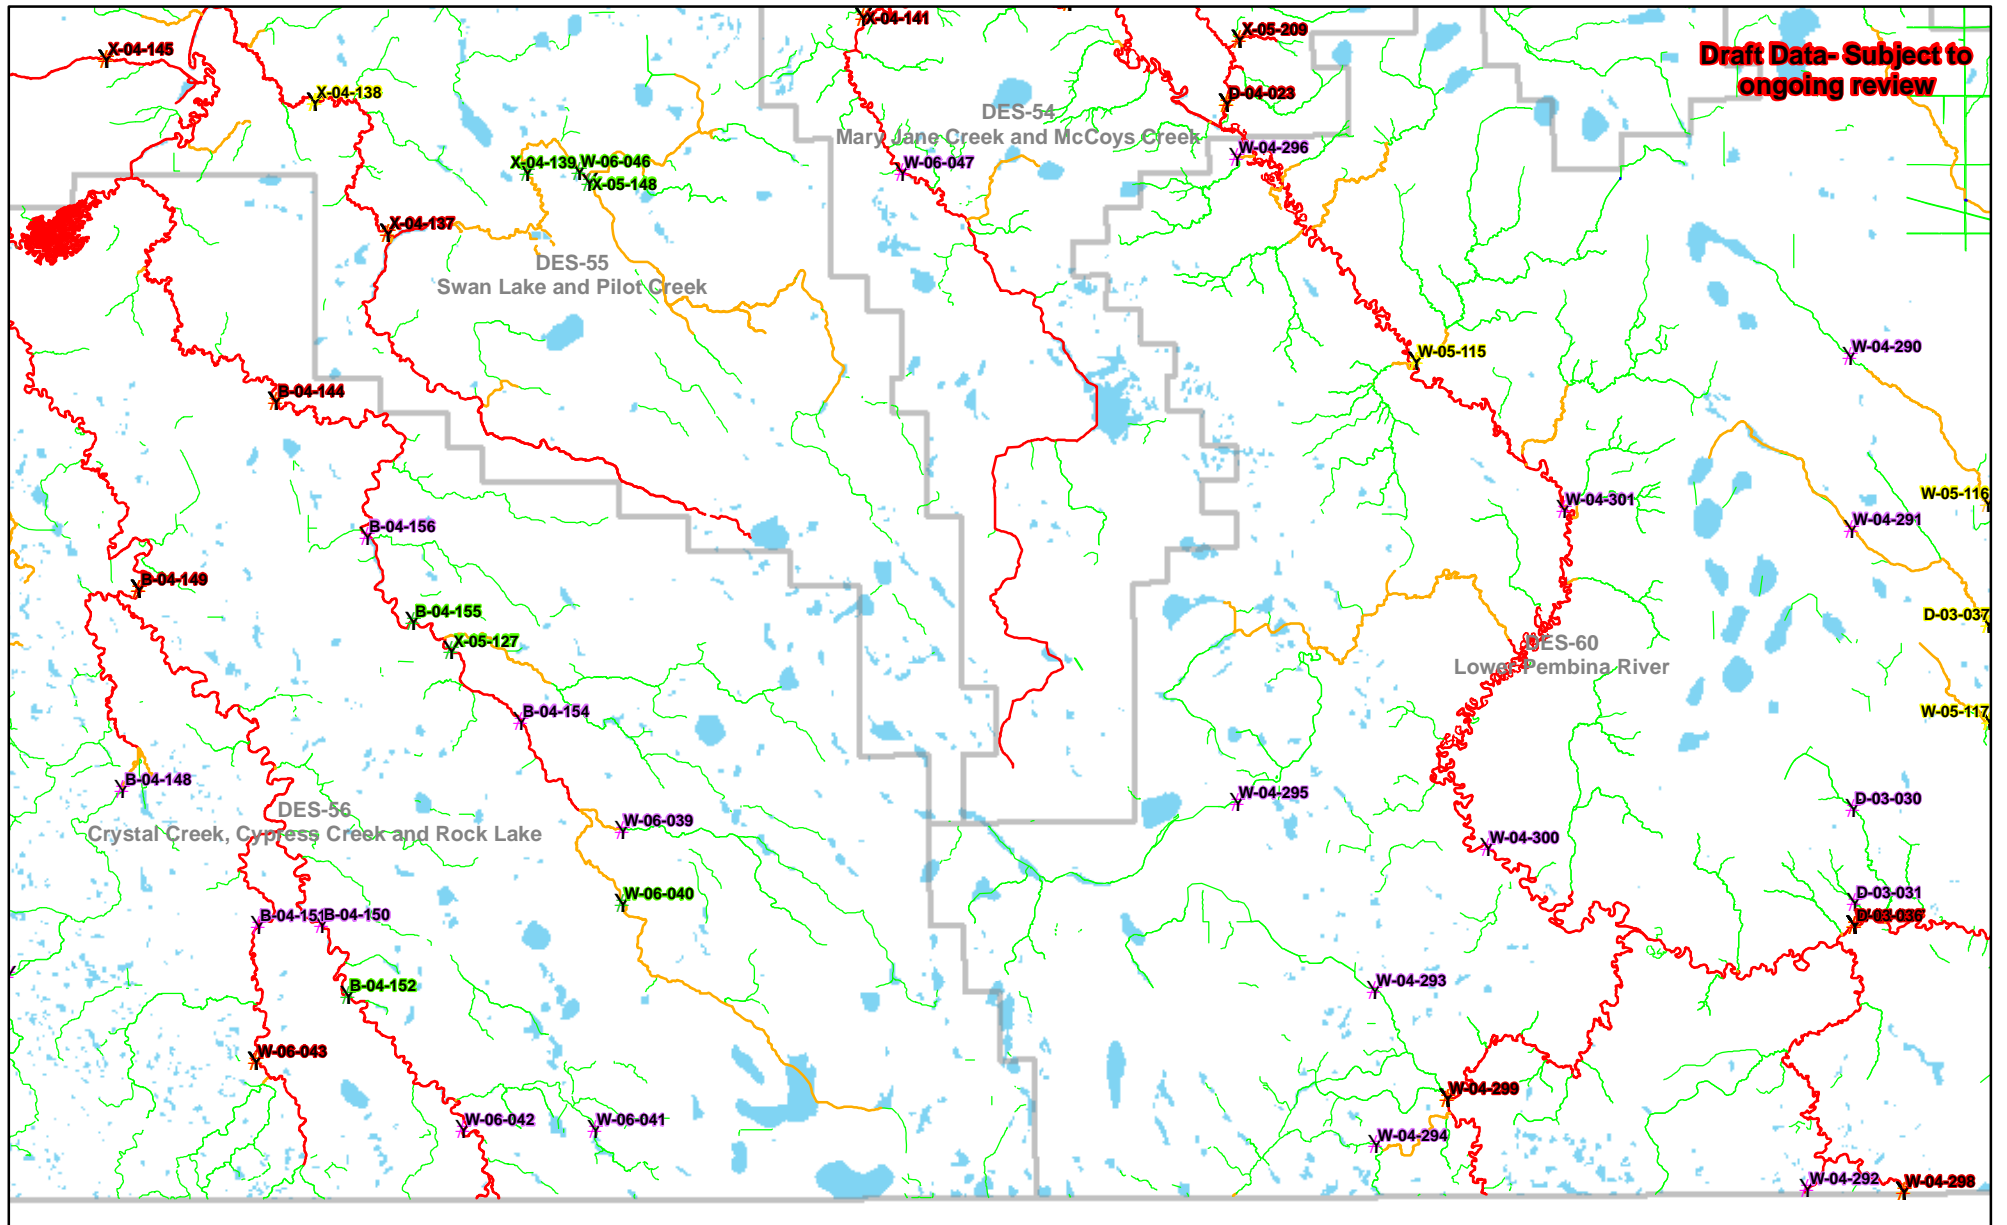 X-04-141
X-05-209
X-04-145
Draft Data- Subject to
ongoing review
X-04-138
D-04-023
DES-54
Mary Jane Creek and McCoys Creek
W-04-296
X-04-139
W-06-046
W-06-047
X-05-148
X-04-137
DES-55
Swan Lake and Pilot Creek
W-04-290
W-05-115
B-04-144
W-05-116
W-04-301
W-04-291
B-04-156
B-04-149
B-04-155
D-03-037
X-05-127
DES-60
Lower Pembina River
B-04-154
W-05-117
B-04-148
W-04-295
D-03-030
DES-56
Crystal Creek, Cypress Creek and Rock Lake
W-06-039
W-04-300
W-06-040
D-03-031
B-04-151
B-04-150
D-03-036
W-04-293
B-04-152
W-06-043
W-04-299
W-06-042
W-06-041
W-04-294
W-04-292
W-04-298